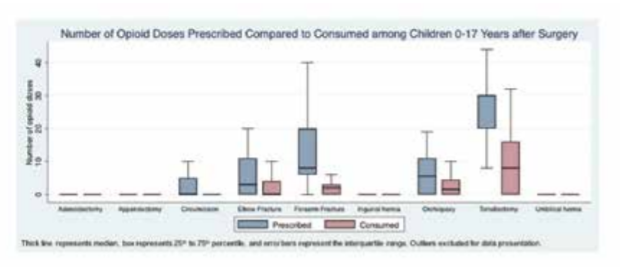 Number of Opioid Doses Prescribed Compared to Consumed among Children 0-17 Years after Surgery
Number of opioid doses
40
30
20
10
0
Adenoidectomy Appendectomy Circumcision Elbow Fracture Forearm Fracture Inguinal hernia Orchiopexy Tonsillectomy Umbilical hernia
Prescribed Consumed
Thick line represents median, box represents 25th to 75th percentile, and error bars represent the interquartile range. Outliers excluded for data presentation.